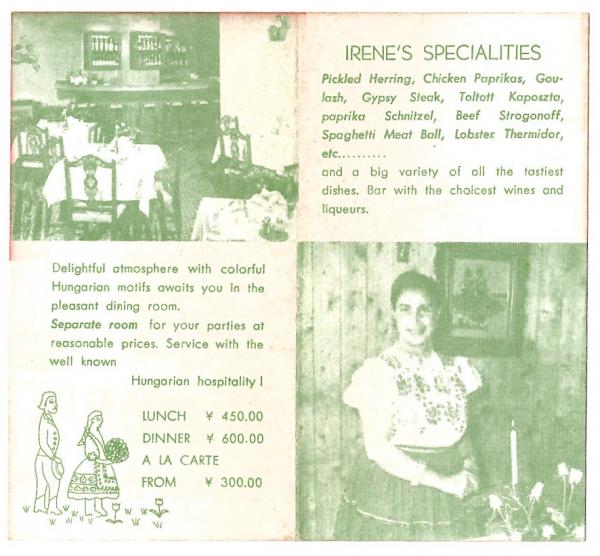 IRENE'S SPECIALITIES
Pickled Herring, Chicken Paprikas, Gou-
lash, Gypsy Steak, Toltott Kaposzta,
paprika Schnitzel, Beef Strogonoff,
Spaghetti Meat Ball, Lobster Thermidor,
etc..........
and a big variety of all the tastiest
dishes. Bar with the choicest wines and
liqueurs.
Delightful atmosphere with colorful
Hungarian motifs awaits you in the
pleasant dining room.
Separate room for your parties at
reasonable prices. Service with the
well known
Hungarian hospitality!
LUNCH ¥ 450.00
DINNER ¥ 600.00
A LA CARTE
FROM ¥ 300.00